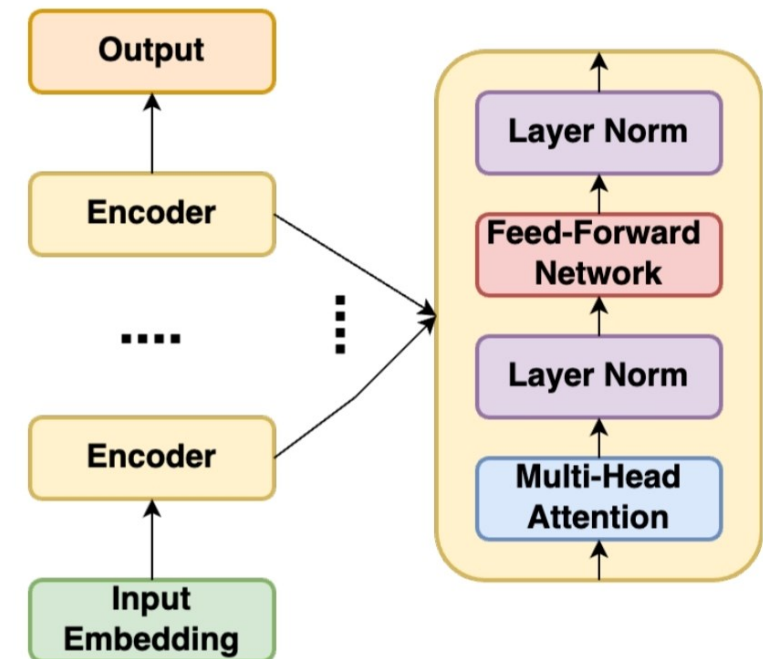 Output
Encoder
Encoder
Input
Embedding
Layer Norm
Feed-Forward
Network
Layer Norm
Multi-Head
Attention